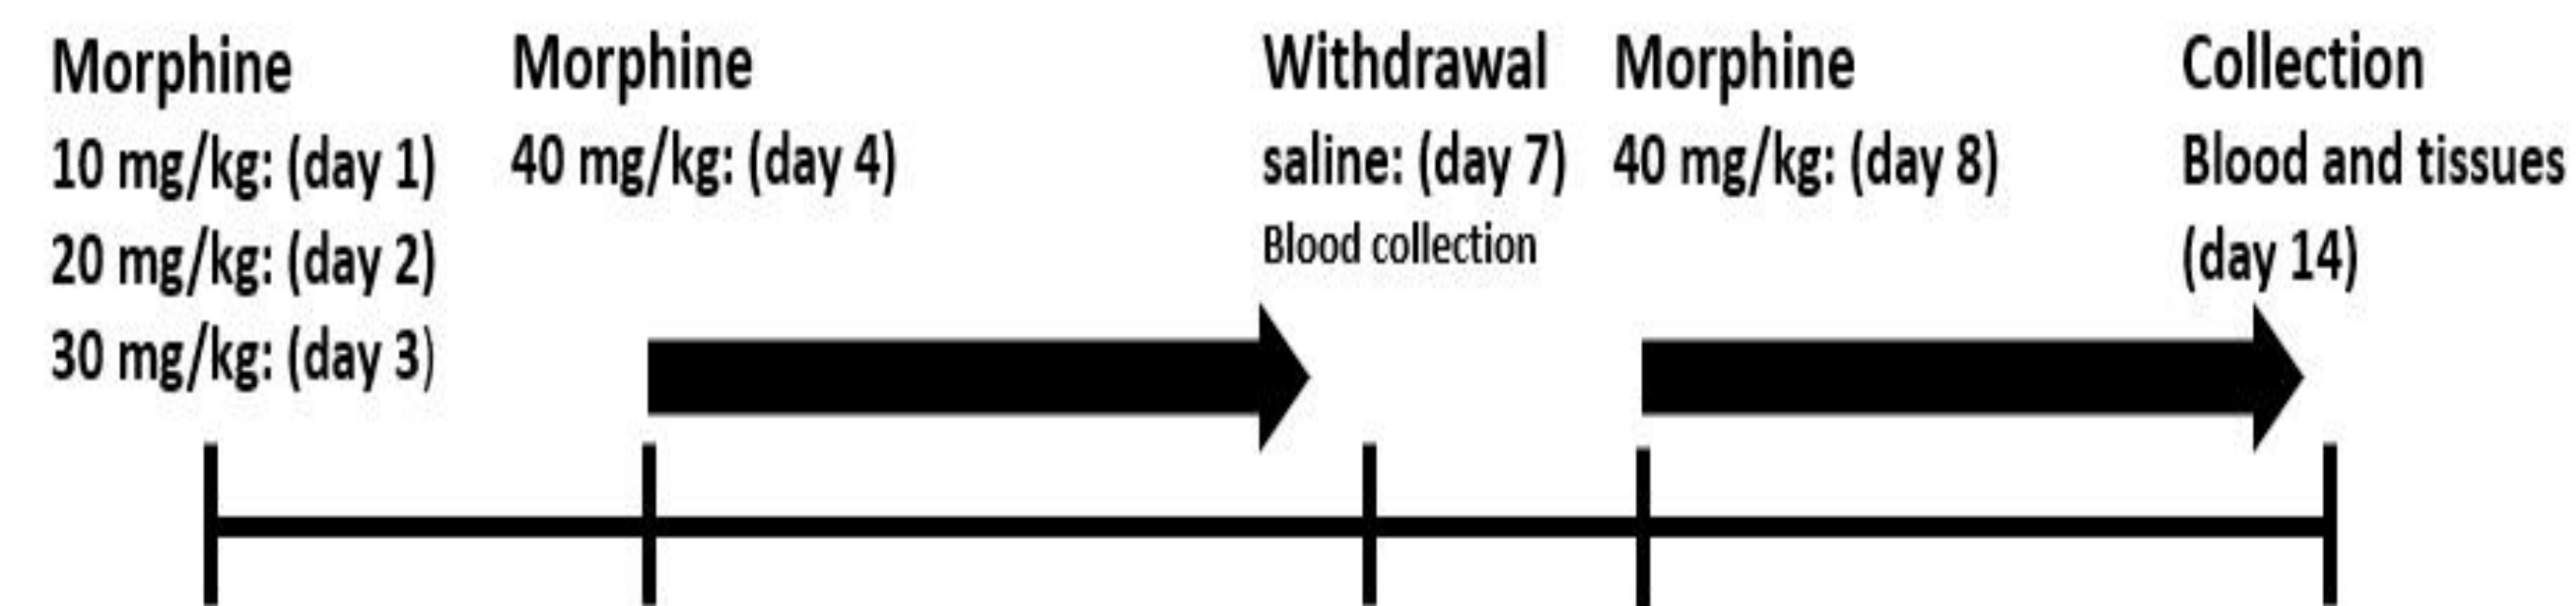 Morphine
10 mg/kg: (day 1)
20 mg/kg: (day 2)
30 mg/kg: (day 3)
Morphine
40 mg/kg: (day 4)
Withdrawal
saline: (day 7)
Blood collection
Morphine
40 mg/kg: (day 8)
Collection
Blood and tissues
(day 14)